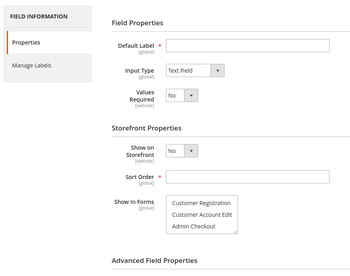 FIELD INFORMATION
Properties
Manage Labels
Field Properties
Default Label *
[global]
Input Type
[global]
Text Field
Values
Required
[website]
No
Storefront Properties
Show on
Storefront
[website]
No
Sort Order *
[global]
Show In Forms
[global]
Customer Registration
Customer Account Edit
Admin Checkout
Advanced Field Properties